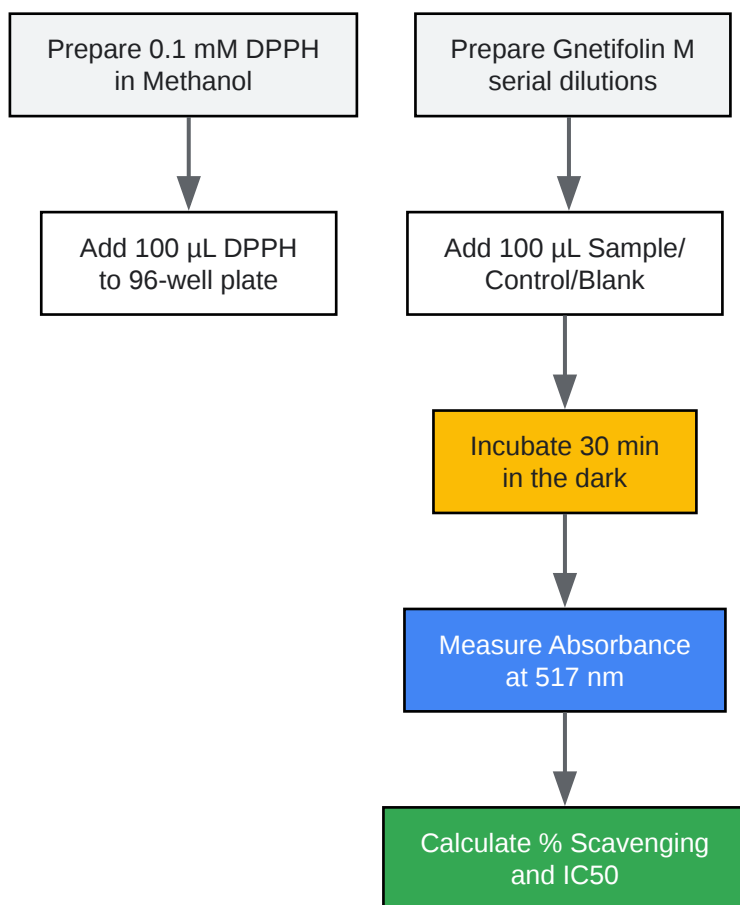 Prepare 0.1 mM DPPH
in Methanol
Prepare Gnetifolin M
serial dilutions
Add 100 µL DPPH
to 96-well plate
Add 100 µL Sample/
Control/Blank
Incubate 30 min
in the dark
Measure Absorbance
at 517 nm
Calculate % Scavenging
and IC50